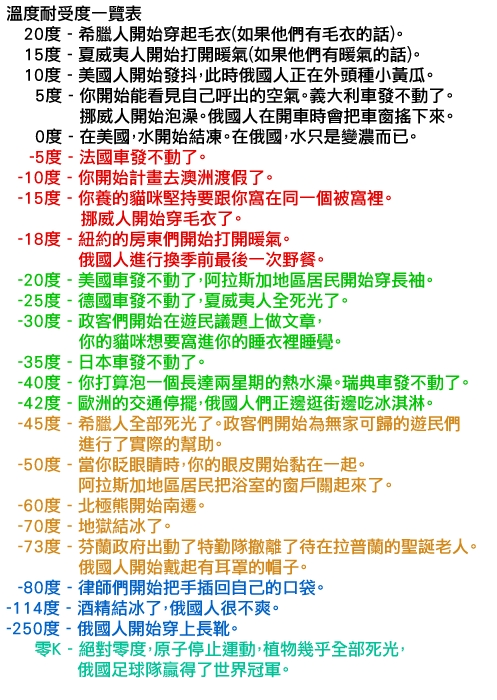 溫度耐受度一覽表
20度 - 希臘人開始穿起毛衣(如果他們有毛衣的話)。
15度 - 夏威夷人開始打開暖氣(如果他們有暖氣的話)。
10度 - 美國人開始發抖,此時俄國人正在外頭種小黃瓜。
5度 - 你開始能看見自己呼出的空氣。義大利車發不動了。
挪威人開始泡澡。俄國人在開車時會把車窗搖下來。
0度 - 在美國,水開始結凍。在俄國,水只是變濃而已。
-5度 - 法國車發不動了。
-10度 - 你開始計畫去澳洲渡假了。
-15度 - 你養的貓咪堅持要跟你窩在同一個被窩裡。
挪威人開始穿毛衣了。
-18度 - 紐約的房東們開始打開暖氣。
俄國人進行換季前最後一次野餐。
-20度 - 美國車發不動了,阿拉斯加地區居民開始穿長袖。
-25度 - 德國車發不動了,夏威夷人全死光了。
-30度 - 政客們開始在遊民議題上做文章,
你的貓咪想要窩進你的睡衣裡睡覺。
-35度 - 日本車發不動了。
-40度 - 你打算泡一個長達兩星期的熱水澡。瑞典車發不動了。
-42度 - 歐洲的交通停擺,俄國人們正邊逛街邊吃冰淇淋。
-45度 - 希臘人全部死光了。政客們開始為無家可歸的遊民們
進行了實際的幫助。
-50度 - 當你眨眼睛時,你的眼皮開始黏在一起。
阿拉斯加地區居民把浴室的窗戶關起來了。
-60度 - 北極熊開始南遷。
-70度 - 地獄結冰了。
-73度 - 芬蘭政府出動了特勤隊撤離了待在拉普蘭的聖誕老人。
俄國人開始戴起有耳罩的帽子。
-80度 - 律師們開始把手插回自己的口袋。
-114度 - 酒精結冰了,俄國人很不爽。
-250度 - 俄國人開始穿上長靴。
零K - 絕對零度,原子停止運動,植物幾乎全部死光,
俄國足球隊贏得了世界冠軍。